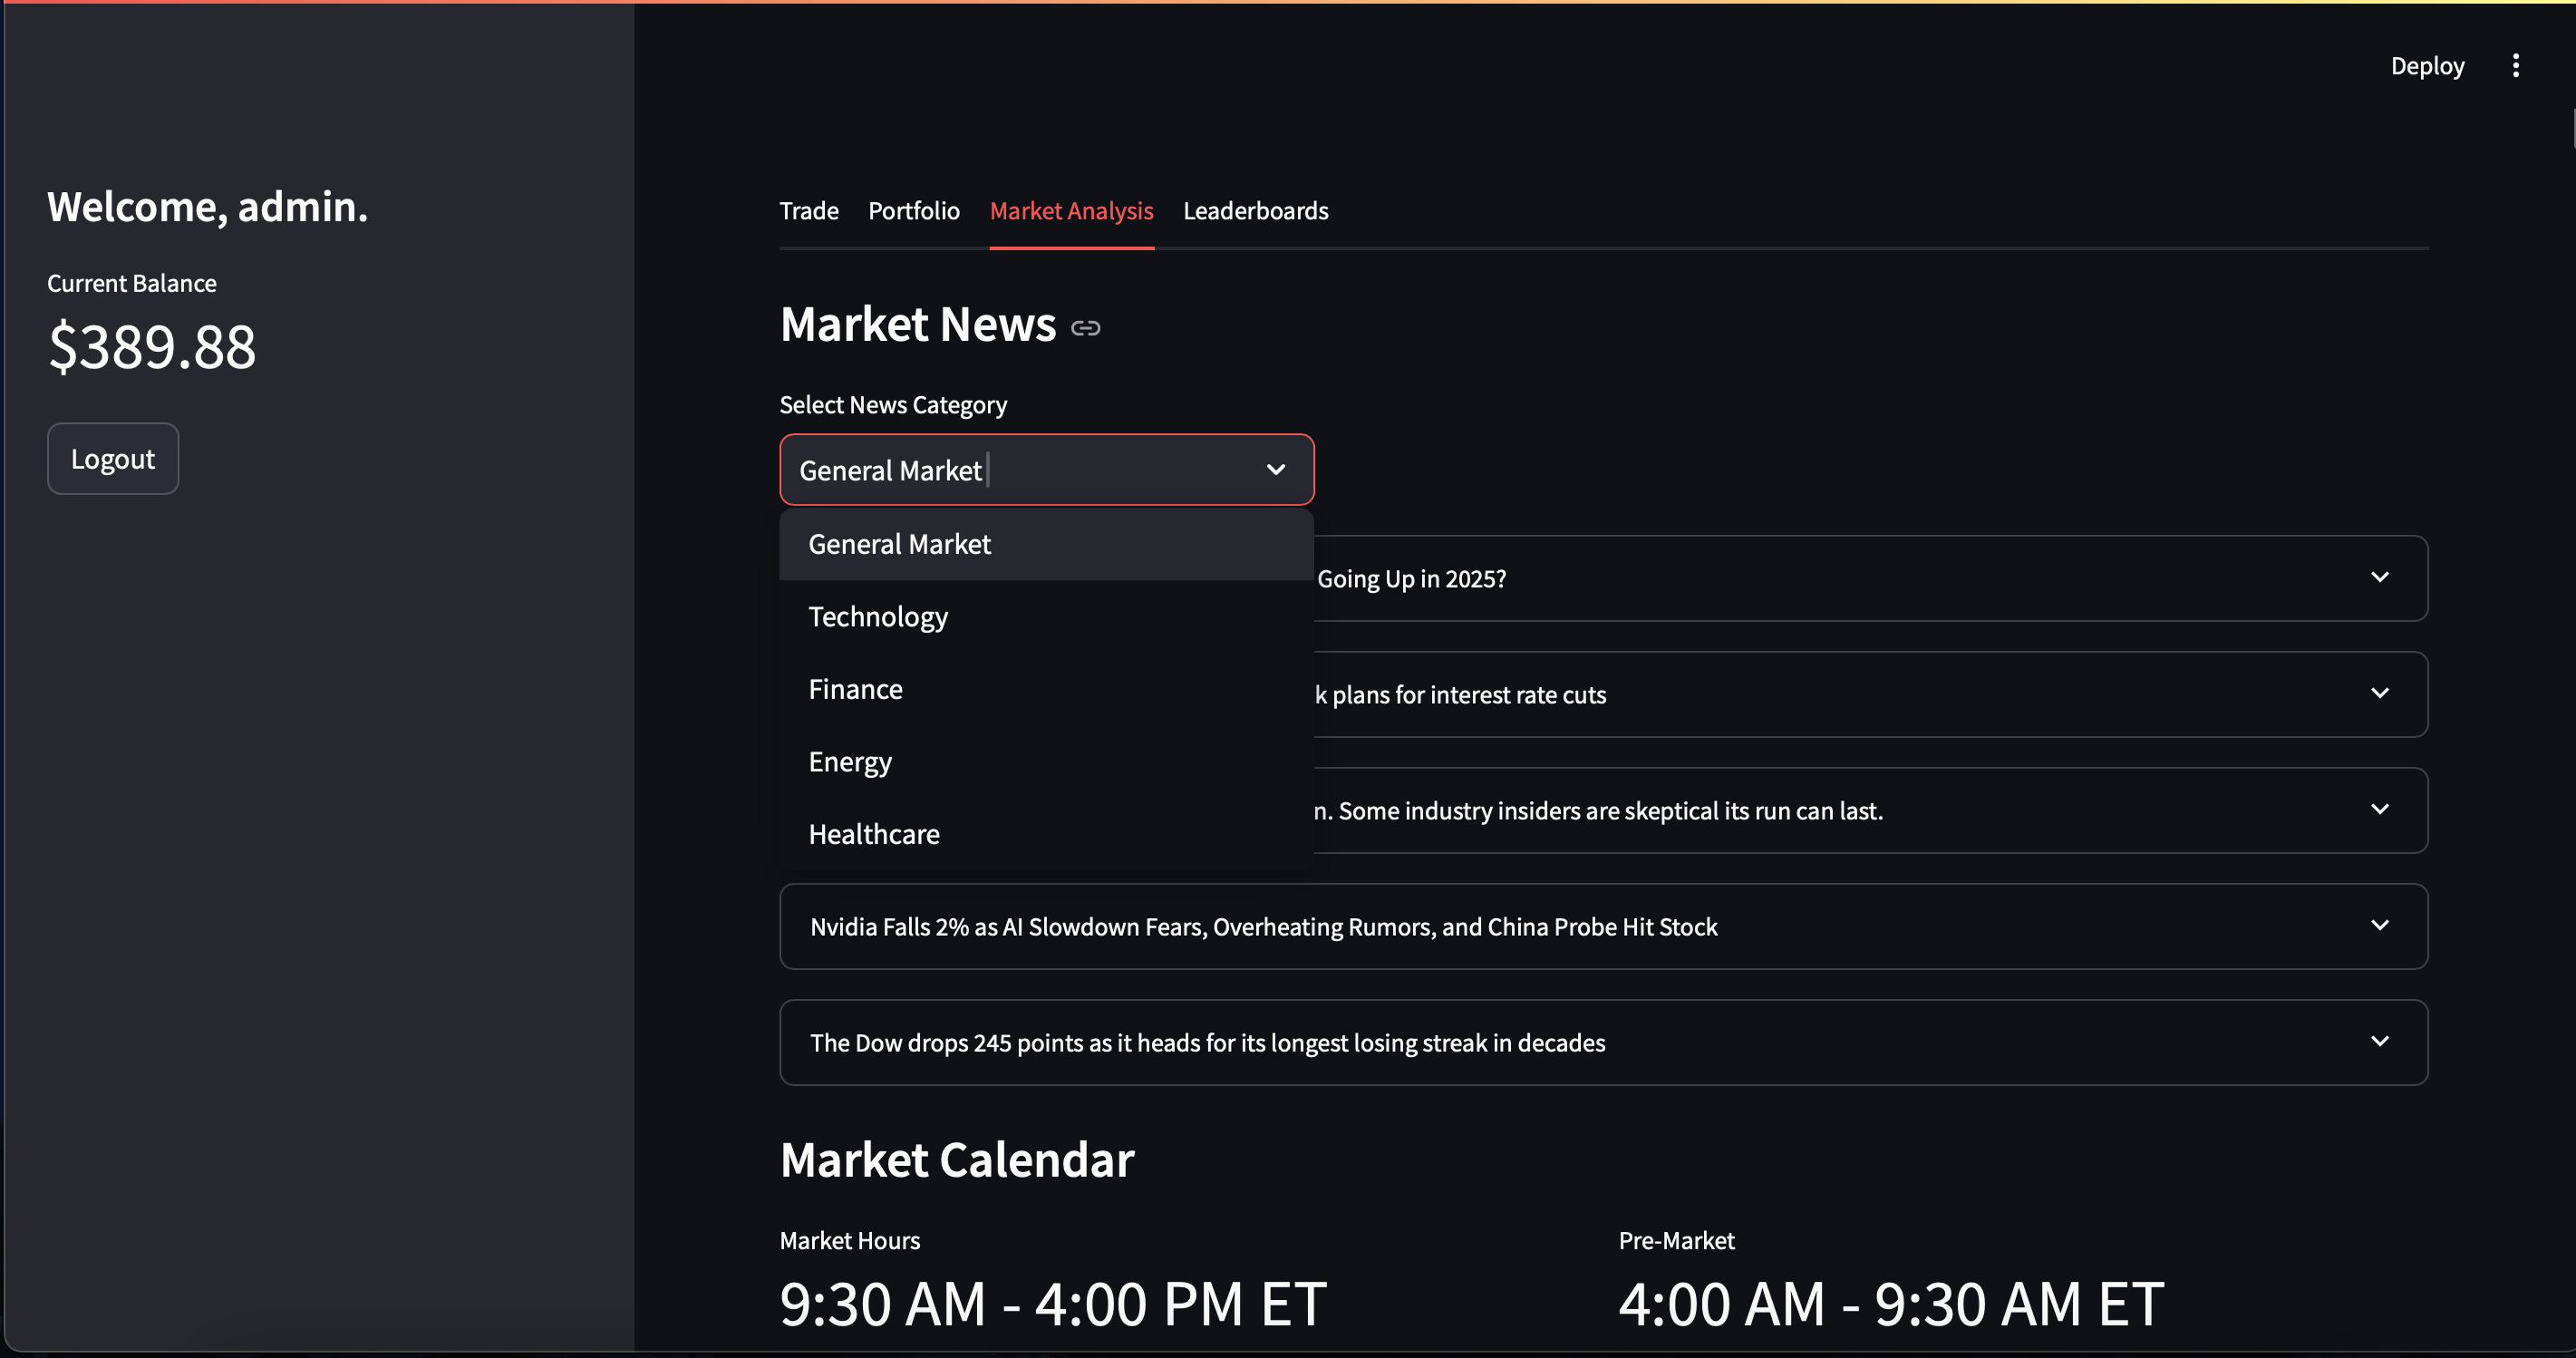 Deploy
Welcome, admin.
Current Balance
$389.88
Logout
Trade Portfolio Market Analysis Leaderboards
Market News
Select News Category
General Market
General Market
Technology
Finance
Energy
Healthcare
Going Up in 2025?
plans for interest rate cuts
Some industry insiders are skeptical its run can last.
Nvidia Falls 2% as AI Slowdown Fears, Overheating Rumors, and China Probe Hit Stock
The Dow drops 245 points as it heads for its longest losing streak in decades
Market Calendar
Market Hours
9:30 AM - 4:00 PM ET
Pre-Market
4:00 AM - 9:30 AM ET